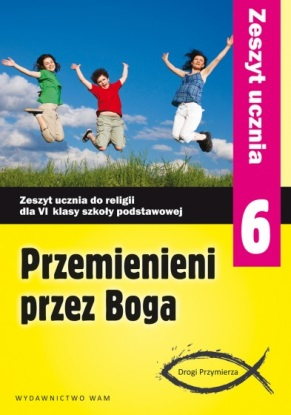 Zeszyt ucznia
6
Zeszyt ucznia do religii
dla VI klasy szkoły podstawowej
Przemienieni
przez Boga
Drogi Przymierza
WYDAWNICTWO WAM